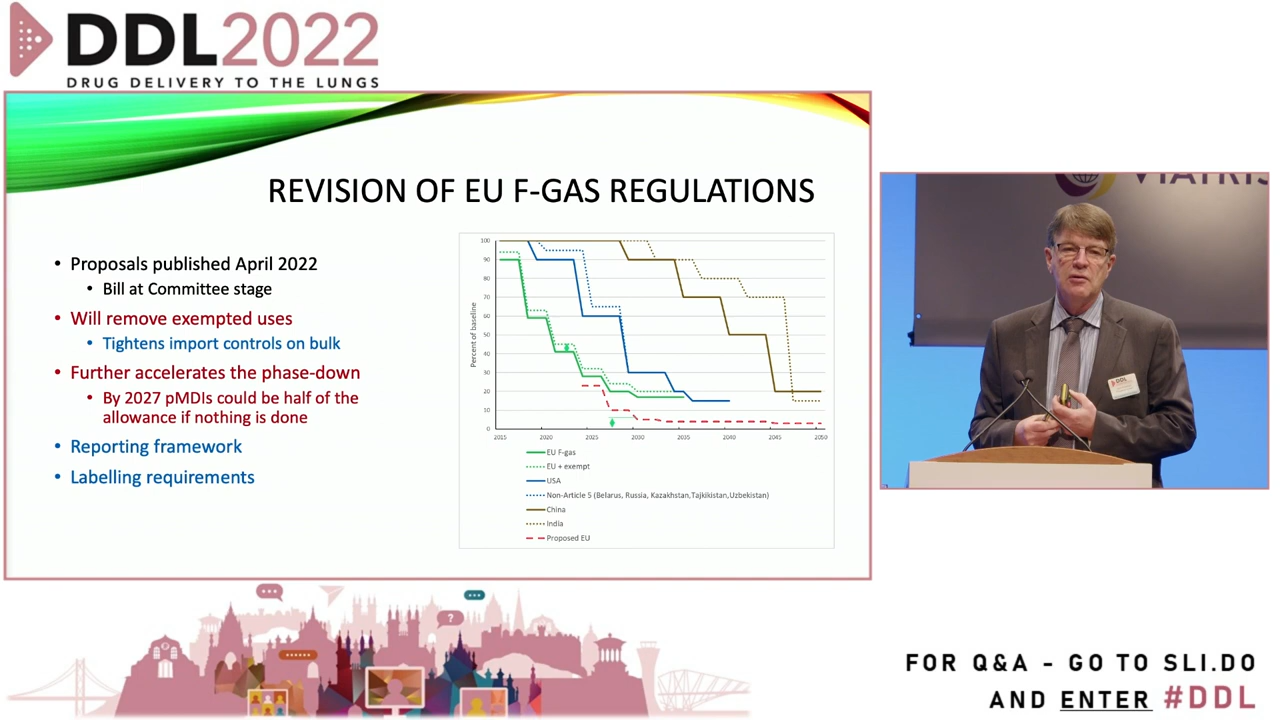 DDL2022
DRUG DELIVERY TO THE LUNGS
REVISION OF EU F-GAS REGULATIONS
• Proposals published April 2022
• Bill at Committee stage
• Will remove exempted uses
• Tightens import controls on bulk
• Further accelerates the phase-down
• By 2027 pMDIs could be half of the
allowance if nothing is done
• Reporting framework
• Labelling requirements
Percent of baseline
100
90
80
70
60
50
40
30
20
10
0
2015 2020 2025 2030 2035 2040 2045 2050
EU F-gas
EU + exempt
USA
Non-Article 5 (Belarus, Russia, Kazakhstan,Tajkikistan,Uzbekistan)
China
India
Proposed EU
VIATRIS
DDL
?
FOR Q&A - GO TO SLI.DO
AND ENTER #DDL